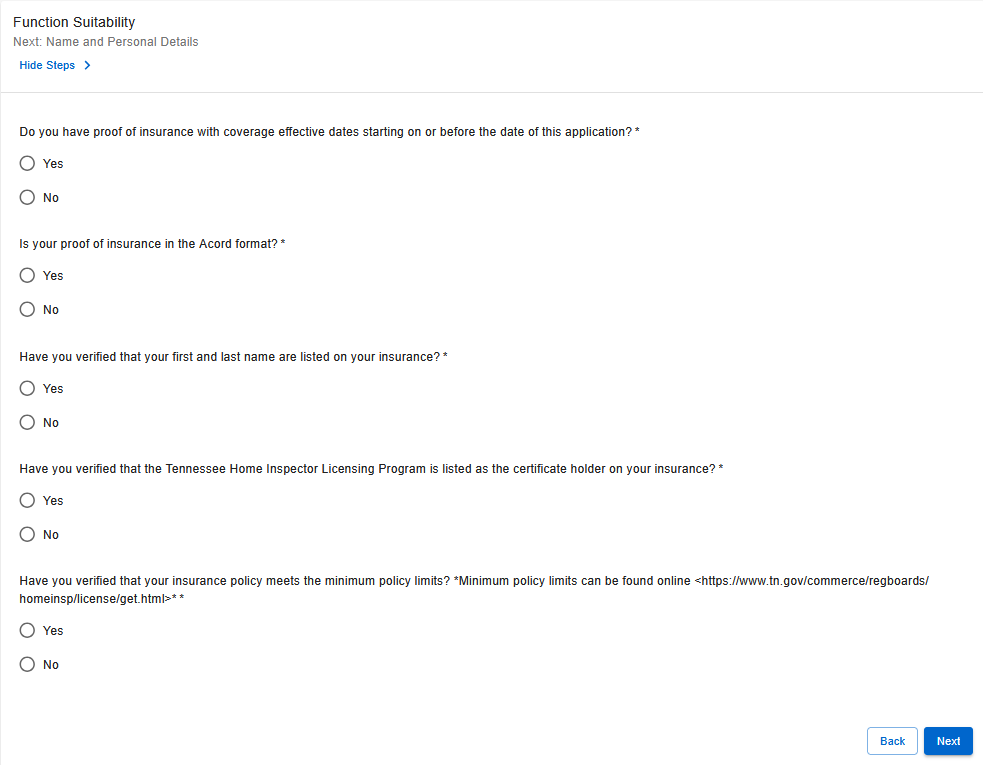 Function Suitability
Next: Name and Personal Details
Hide Steps
Do you have proof of insurance with coverage effective dates starting on or before the date of this application? *
Yes
No
Is your proof of insurance in the Acord format? *
Yes
No
Have you verified that your first and last name are listed on your insurance? *
Yes
No
Have you verified that the Tennessee Home Inspector Licensing Program is listed as the certificate holder on your insurance? *
Yes
No
Have you verified that your insurance policy meets the minimum policy limits? *Minimum policy limits can be found online <https://www.tn.gov/commerce/regboards/
homeinsp/license/get.html>* *
Yes
No
Back Next